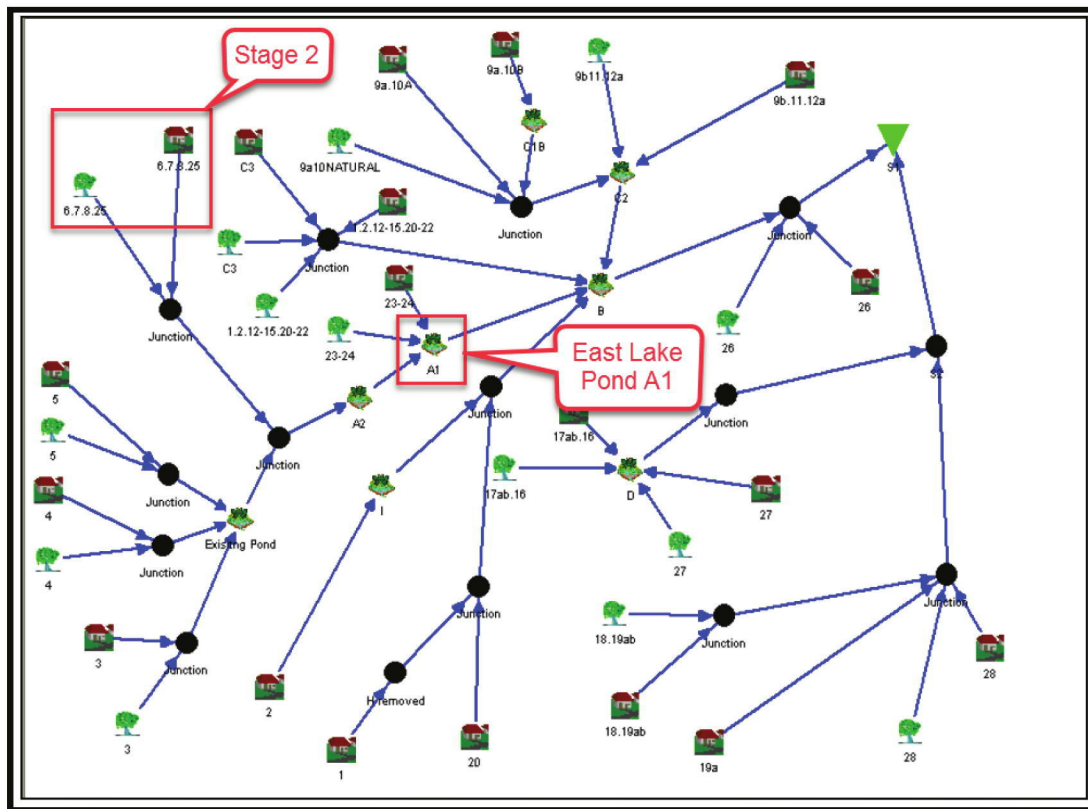 Stage 2
9a.10A
9a.10B
9b11.12a
9b.11.12a
6.7.8.25
C3
9a10NATURAL
C1B
S1
6.7.8.25
C2
1.2.12-15.20-22
Junction
Junction
C3
Junction
23-24
B
26
1.2.12-15.20-22
Junction
23-24
A1
East Lake
Pond A1
26
5
A2
Junction
Junction
17ab.16
5
Junction
Junction
17ab.16
D
4
I
27
Existing Pond
Junction
27
4
Junction
Junction
18.19ab
Junction
3
Junction
28
2
H removed
18.19ab
3
1
20
19a
28